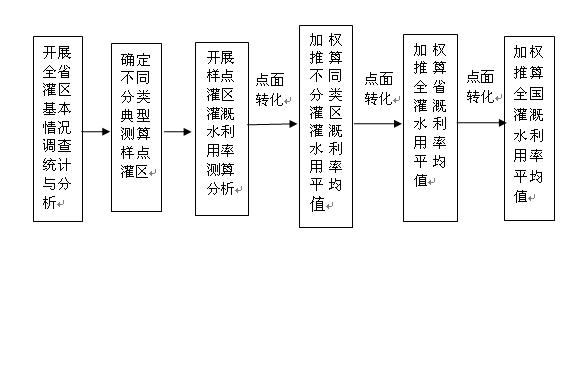 开展
全省
灌区
基本
情况
调查
统计
与分
析
确定
不同
分类
典型
测算
样点
灌区
开展
样点
灌区
灌溉
水利
用率
测算
分析
点面
转化
加权
推算
不同
分类
灌区
灌溉
水利
用率
平均
值
点面
转化
加权
推算
全省
灌溉
水利
用率
平均
值
点面
转化
加权
推算
全国
灌溉
水利
用率
平均
值